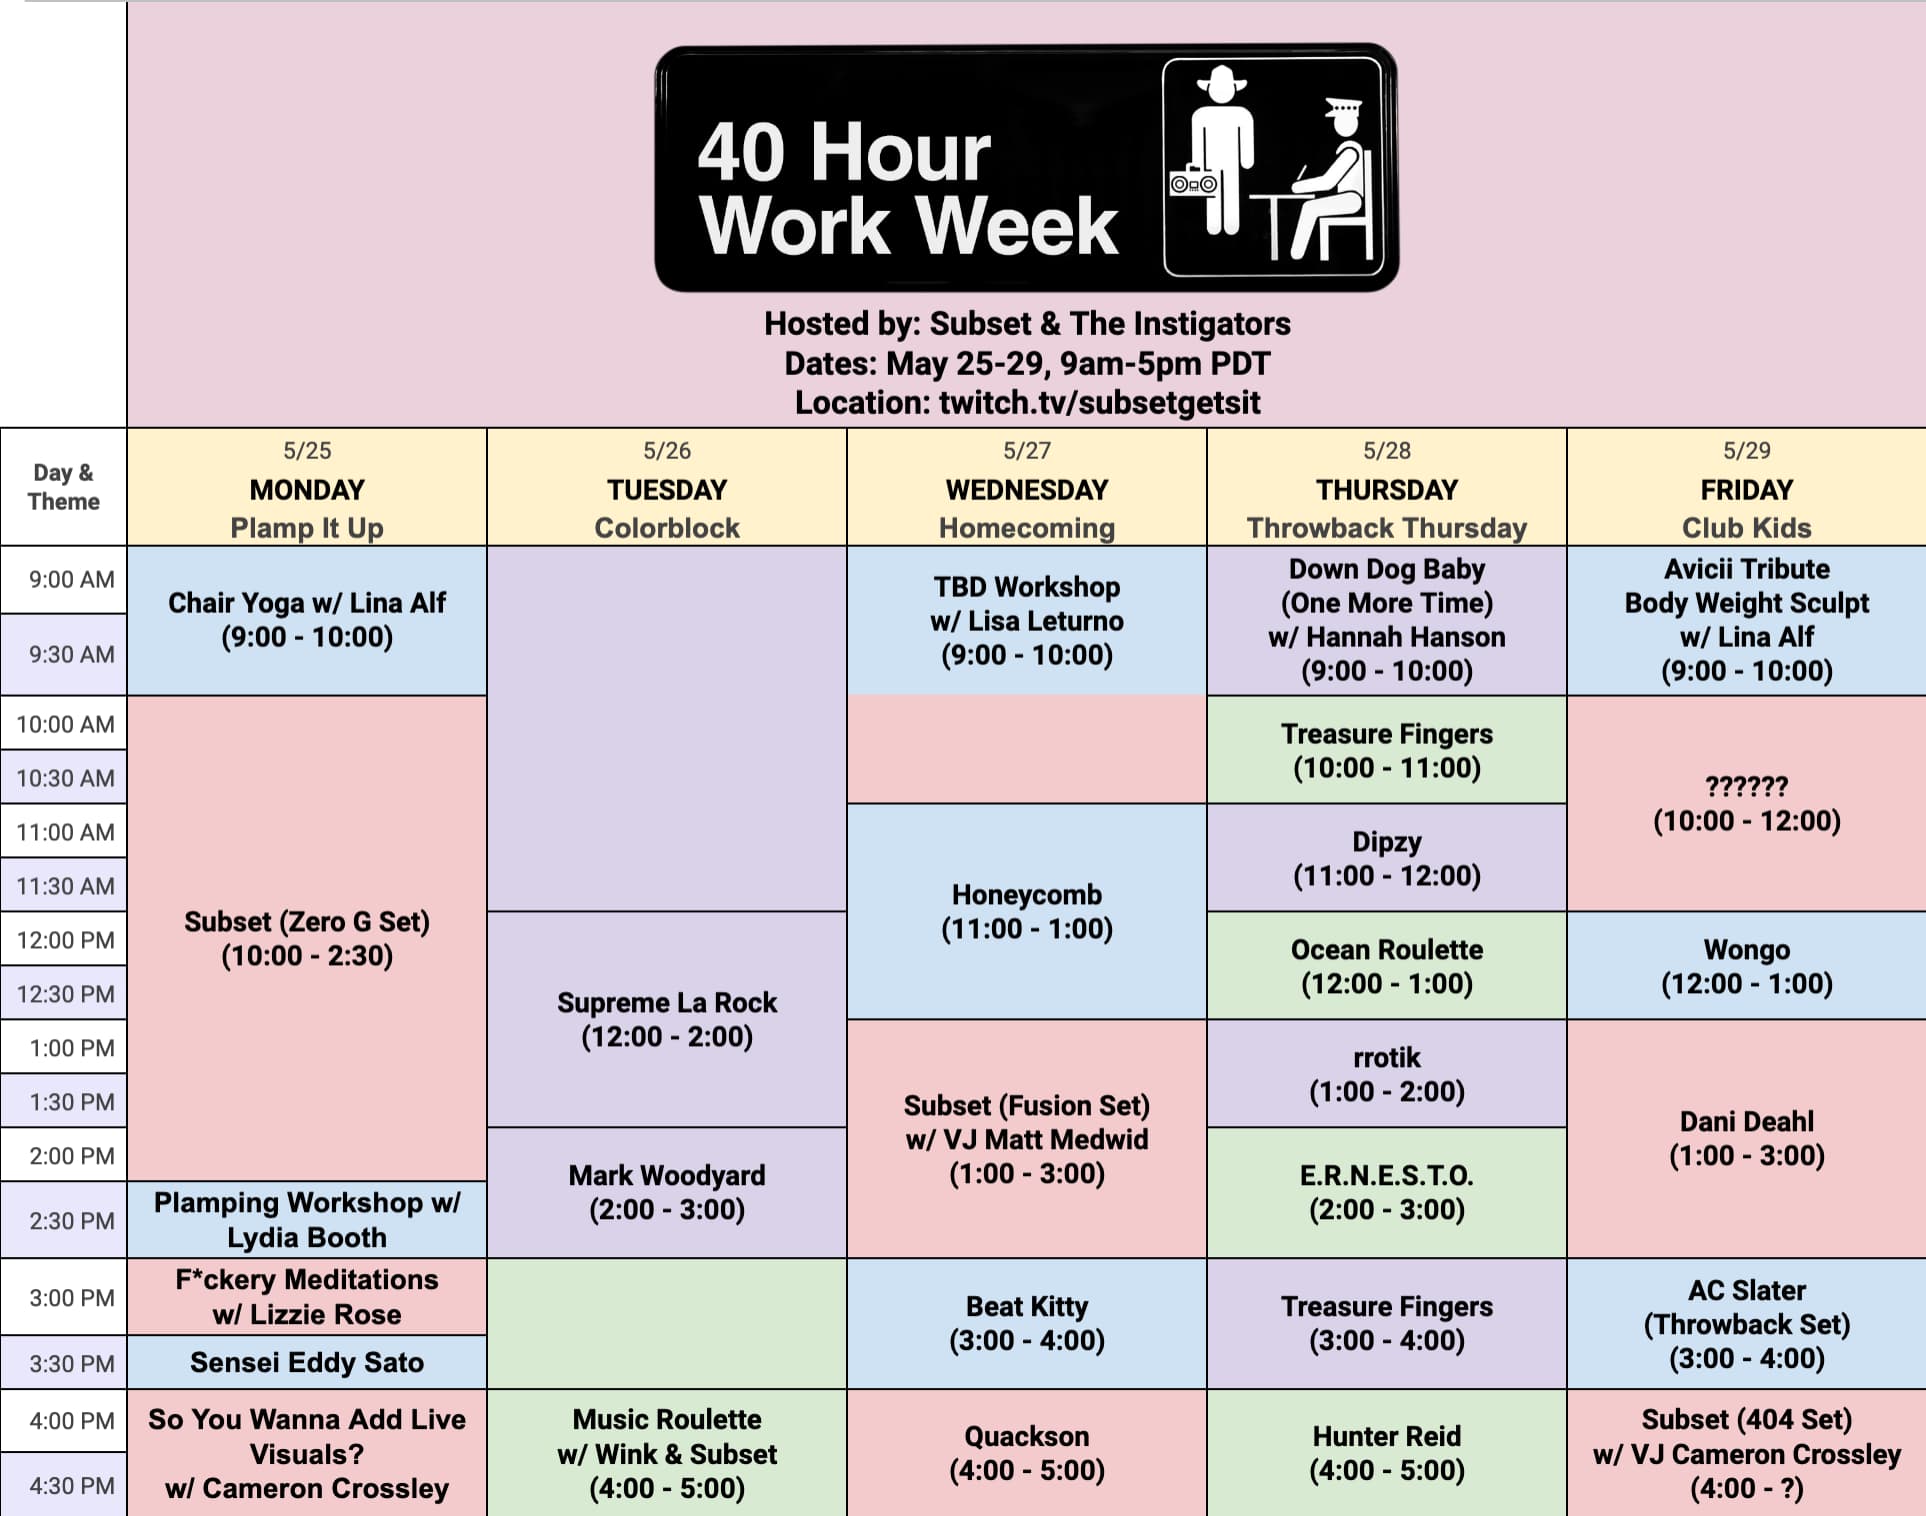 40 Hour
Work Week
Hosted by: Subset & The Instigators
Dates: May 25-29, 9am-5pm PDT
Location: twitch.tv/subsetgetsit
Day &
Theme
5/25
MONDAY
Plamp It Up
5/26
TUESDAY
Colorblock
5/27
WEDNESDAY
Homecoming
5/28
THURSDAY
Throwback Thursday
5/29
FRIDAY
Club Kids
9:00 AM
9:30 AM
10:00 AM
10:30 AM
11:00 AM
11:30 AM
12:00 PM
12:30 PM
1:00 PM
1:30 PM
2:00 PM
2:30 PM
3:00 PM
3:30 PM
4:00 PM
4:30 PM
Chair Yoga w/ Lina Alf
(9:00 - 10:00)
Subset (Zero G Set)
(10:00 - 2:30)
Plamping Workshop w/
Lydia Booth
F*ckery Meditations
w/ Lizzie Rose
Sensei Eddy Sato
So You Wanna Add Live
Visuals?
w/ Cameron Crossley
Supreme La Rock
(12:00 - 2:00)
Mark Woodyard
(2:00 - 3:00)
Music Roulette
w/ Wink & Subset
(4:00 - 5:00)
TBD Workshop
w/ Lisa Leturno
(9:00 - 10:00)
Honeycomb
(11:00 - 1:00)
Subset (Fusion Set)
w/ VJ Matt Medwid
(1:00 - 3:00)
Beat Kitty
(3:00 - 4:00)
Quackson
(4:00 - 5:00)
Down Dog Baby
(One More Time)
w/ Hannah Hanson
(9:00 - 10:00)
Treasure Fingers
(10:00 - 11:00)
Dipzy
(11:00 - 12:00)
Ocean Roulette
(12:00 - 1:00)
rrotik
(1:00 - 2:00)
E.R.N.E.S.T.O.
(2:00 - 3:00)
Treasure Fingers
(3:00 - 4:00)
Hunter Reid
(4:00 - 5:00)
Avicii Tribute
Body Weight Sculpt
w/ Lina Alf
(9:00 - 10:00)
??????
(10:00 - 12:00)
Wongo
(12:00 - 1:00)
Dani Deahl
(1:00 - 3:00)
AC Slater
(Throwback Set)
(3:00 - 4:00)
Subset (404 Set)
w/ VJ Cameron Crossley
(4:00 - ?)